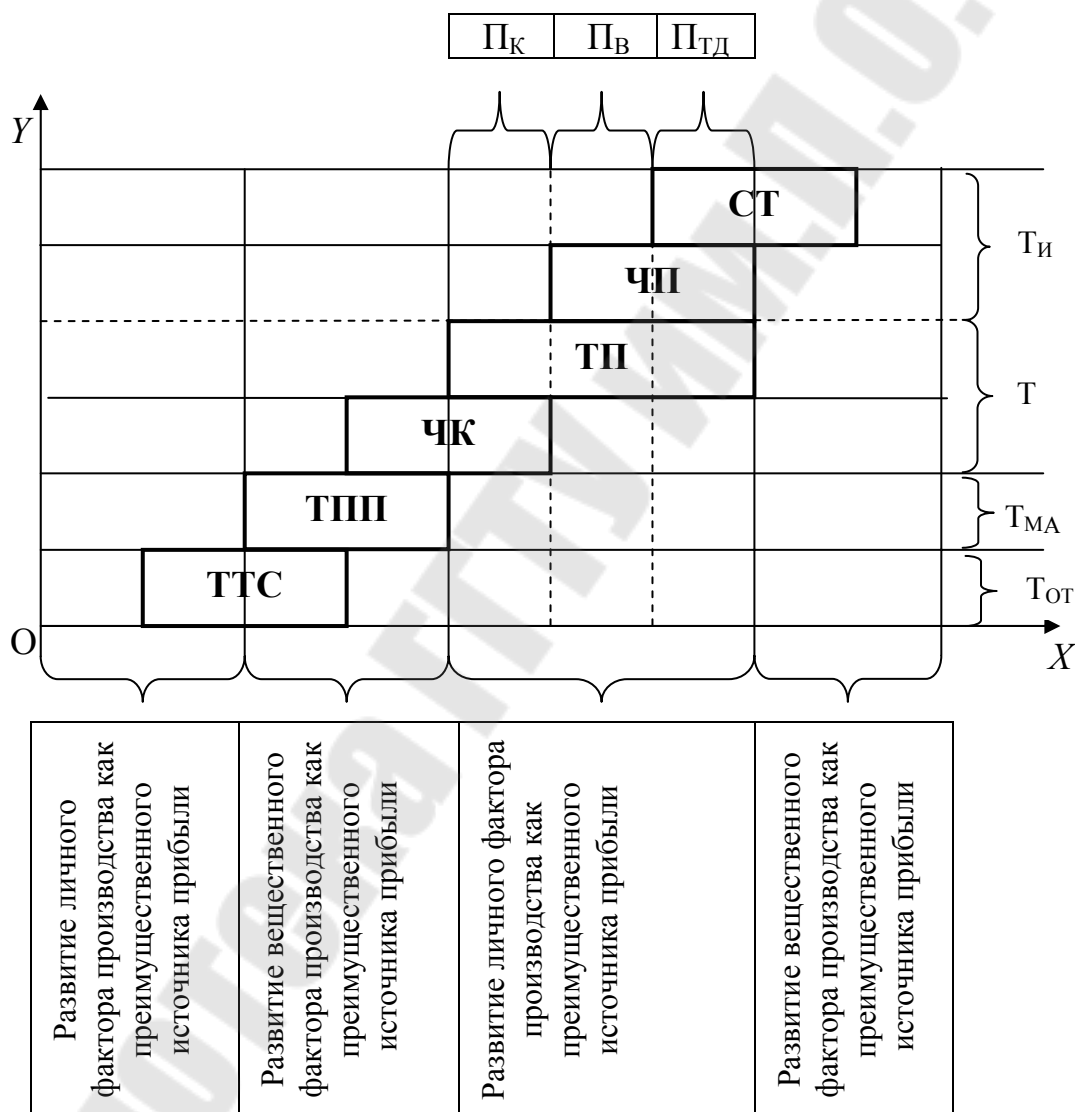 П_К П_В П_ТД
Y
СТ
Т_И
ЧП
ТП
Т
ЧК
ТПП
Т_МА
ТТС
Т_ОТ
O
X
Развитие личного
фактора производства как
преимущественного
источника прибыли
Развитие вещественного
фактора производства как
преимущественного
источника прибыли
Развитие личного фактора
производства как
преимущественного
источника прибыли
Развитие вещественного
фактора производства как
преимущественного
источника прибыли